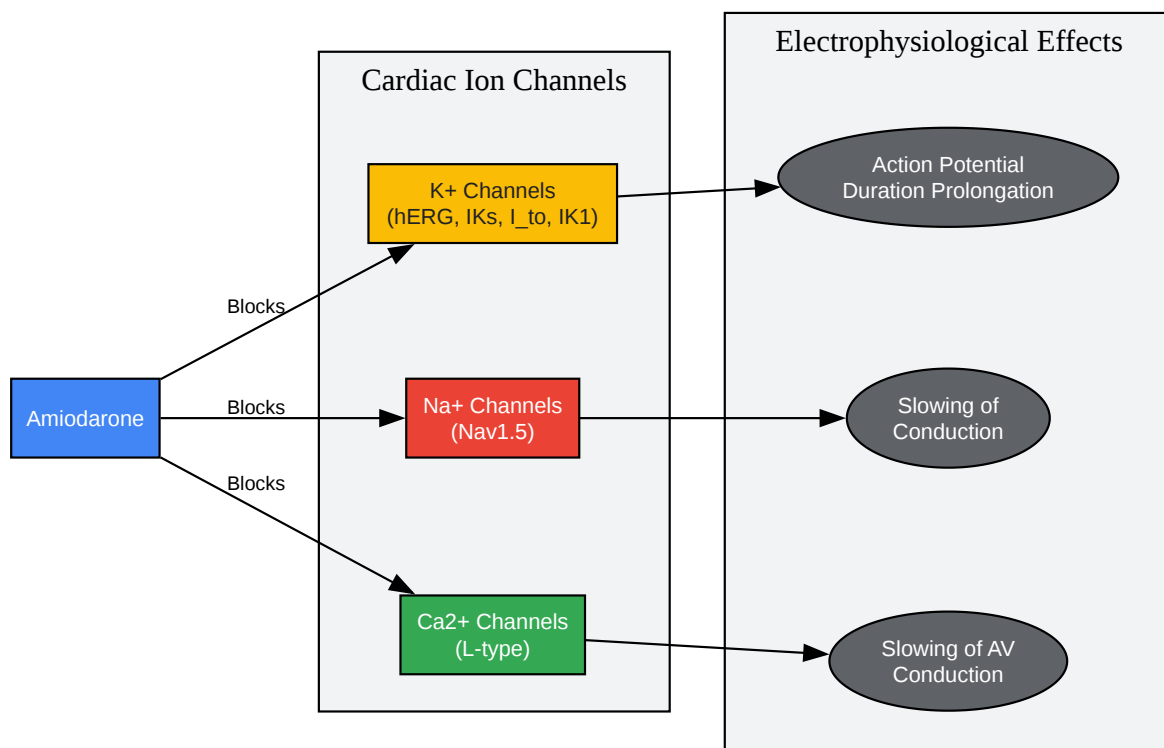 Electrophysiological Effects
Cardiac Ion Channels
Action Potential
Duration Prolongation
K+ Channels
(hERG, IKs, I_to, IK1)
Blocks
Amiodarone
Blocks
Na+ Channels
(Nav1.5)
Slowing of
Conduction
Blocks
Ca2+ Channels
(L-type)
Slowing of AV
Conduction